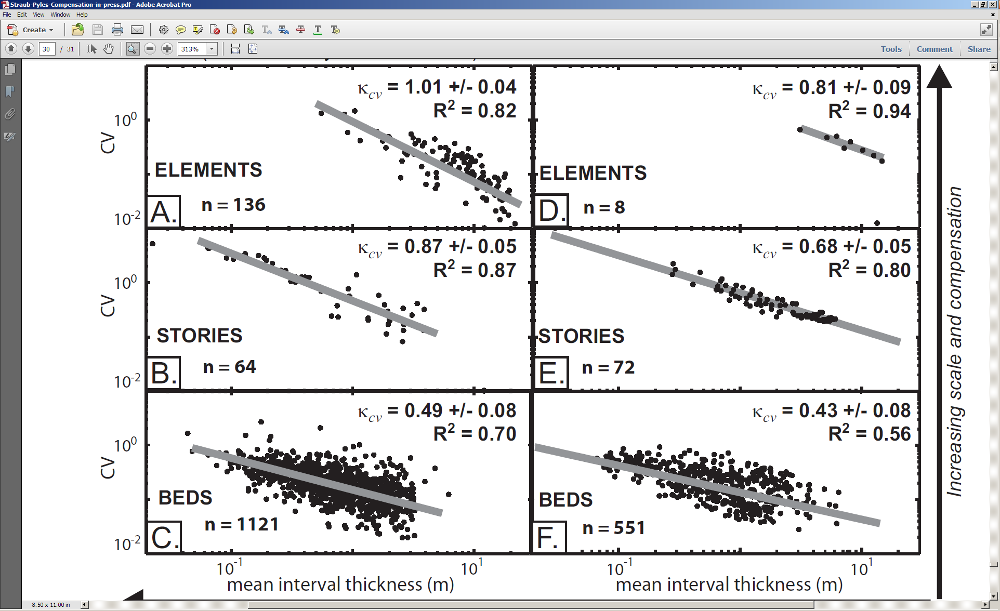 Straub-Pyles-Compensation-in-press.pdf - Adobe Acrobat Pro
File Edit View Window Help
Create
30 / 31 313% Tools Comment Share
κcv = 1.01 +/- 0.04
R² = 0.82
10⁰
CV
ELEMENTS
n = 136
A.
10⁻²
κcv = 0.81 +/- 0.09
R² = 0.94
ELEMENTS
n = 8
D.
κcv = 0.87 +/- 0.05
R² = 0.87
10⁰
CV
STORIES
n = 64
B.
10⁻²
κcv = 0.68 +/- 0.05
R² = 0.80
STORIES
n = 72
E.
κcv = 0.49 +/- 0.08
R² = 0.70
10⁰
CV
BEDS
n = 1121
C.
10⁻²
κcv = 0.43 +/- 0.08
R² = 0.56
BEDS
n = 551
F.
10⁻¹ 10¹
mean interval thickness (m)
10⁻¹ 10¹
mean interval thickness (m)
Increasing scale and compensation
8.50 x 11.00 in